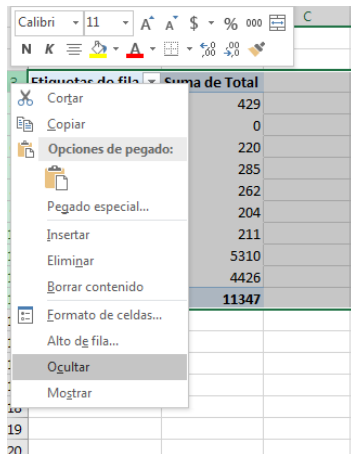 Calibri 11 A A $ % 000 C
N K A
3 Etiquetas de fila Suma de Total
Cortar
429
Copiar
0
Opciones de pegado:
220
285
262
Pegado especial...
204
Insertar
211
Eliminar
5310
Borrar contenido
4426
11347
Formato de celdas...
Alto de fila...
Ocultar
Mostrar
18
19
20